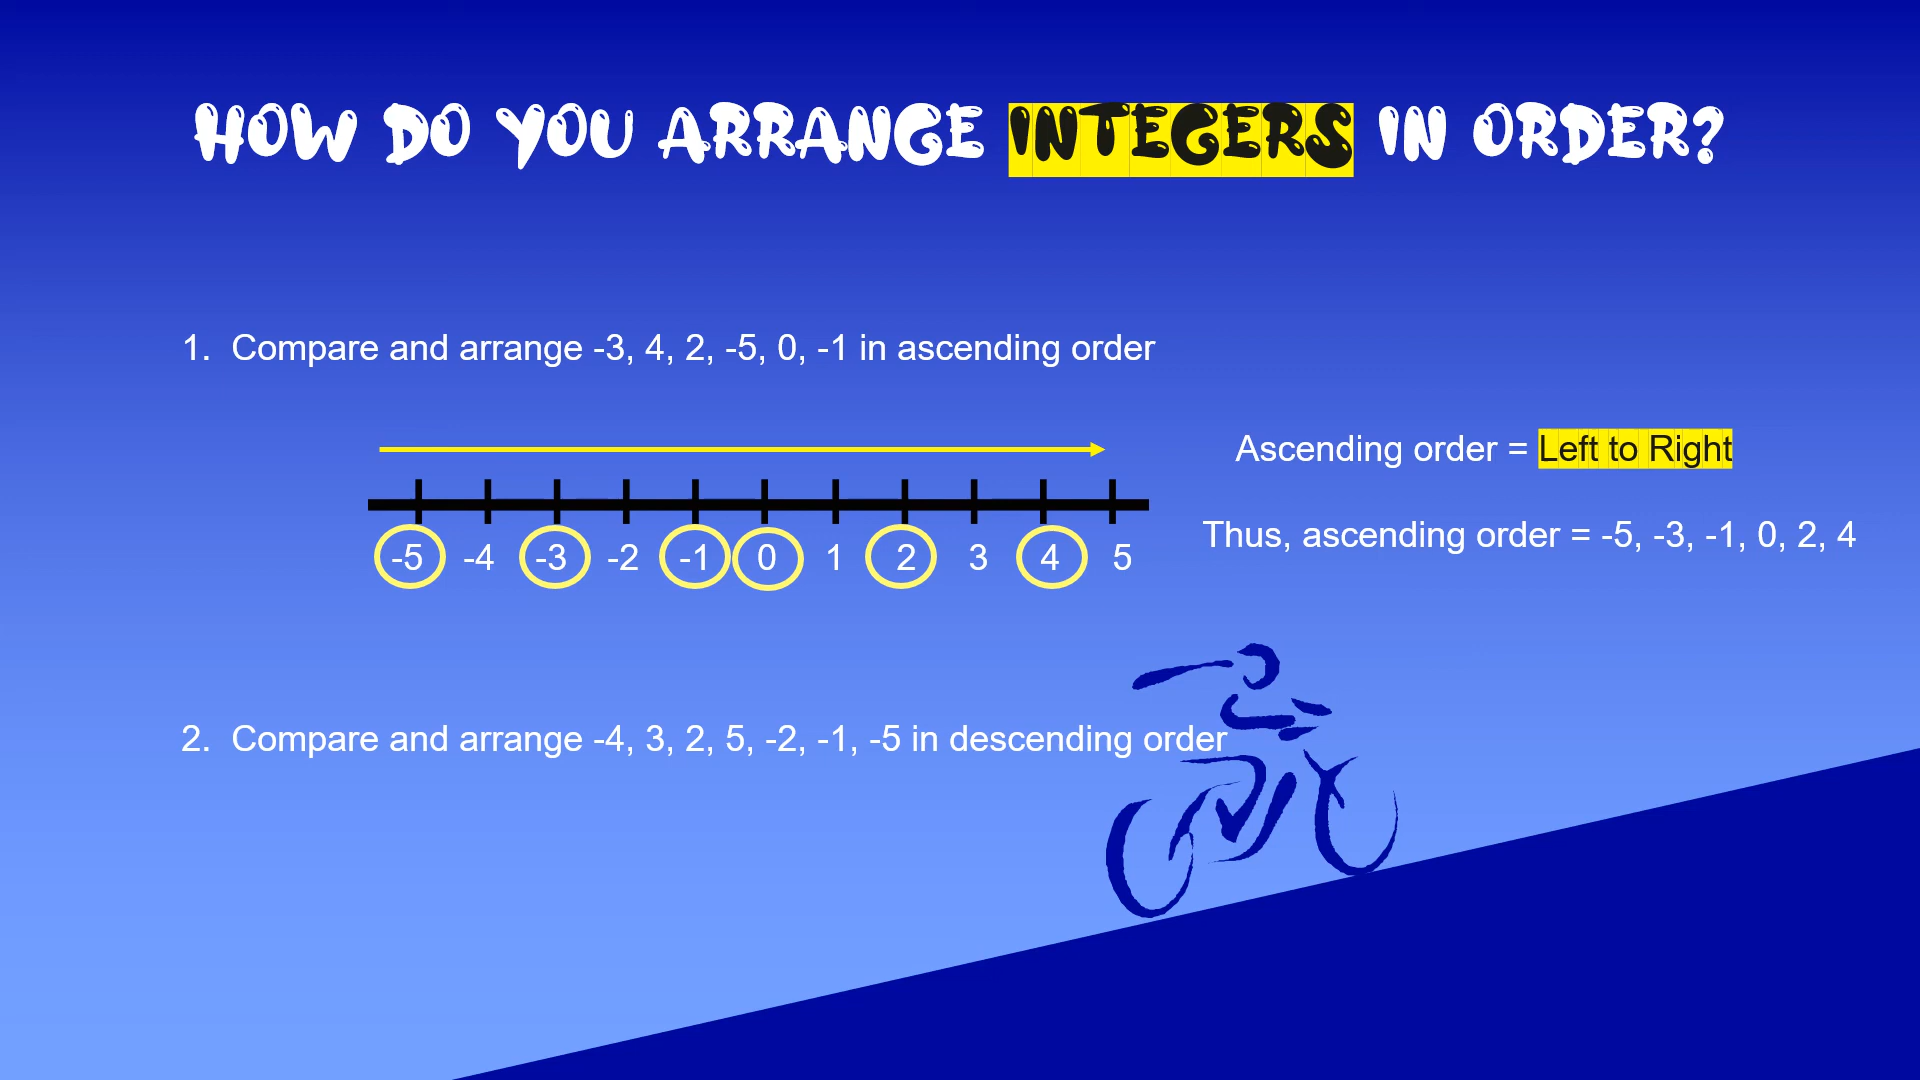 HOW DO YOU ARRANGE INTEGERS IN ORDER?
1. Compare and arrange -3, 4, 2, -5, 0, -1 in ascending order
Ascending order = Left to Right
Thus, ascending order = -5, -3, -1, 0, 2, 4
-5 -4 -3 -2 -1 0 1 2 3 4 5
2. Compare and arrange -4, 3, 2, 5, -2, -1, -5 in descending order